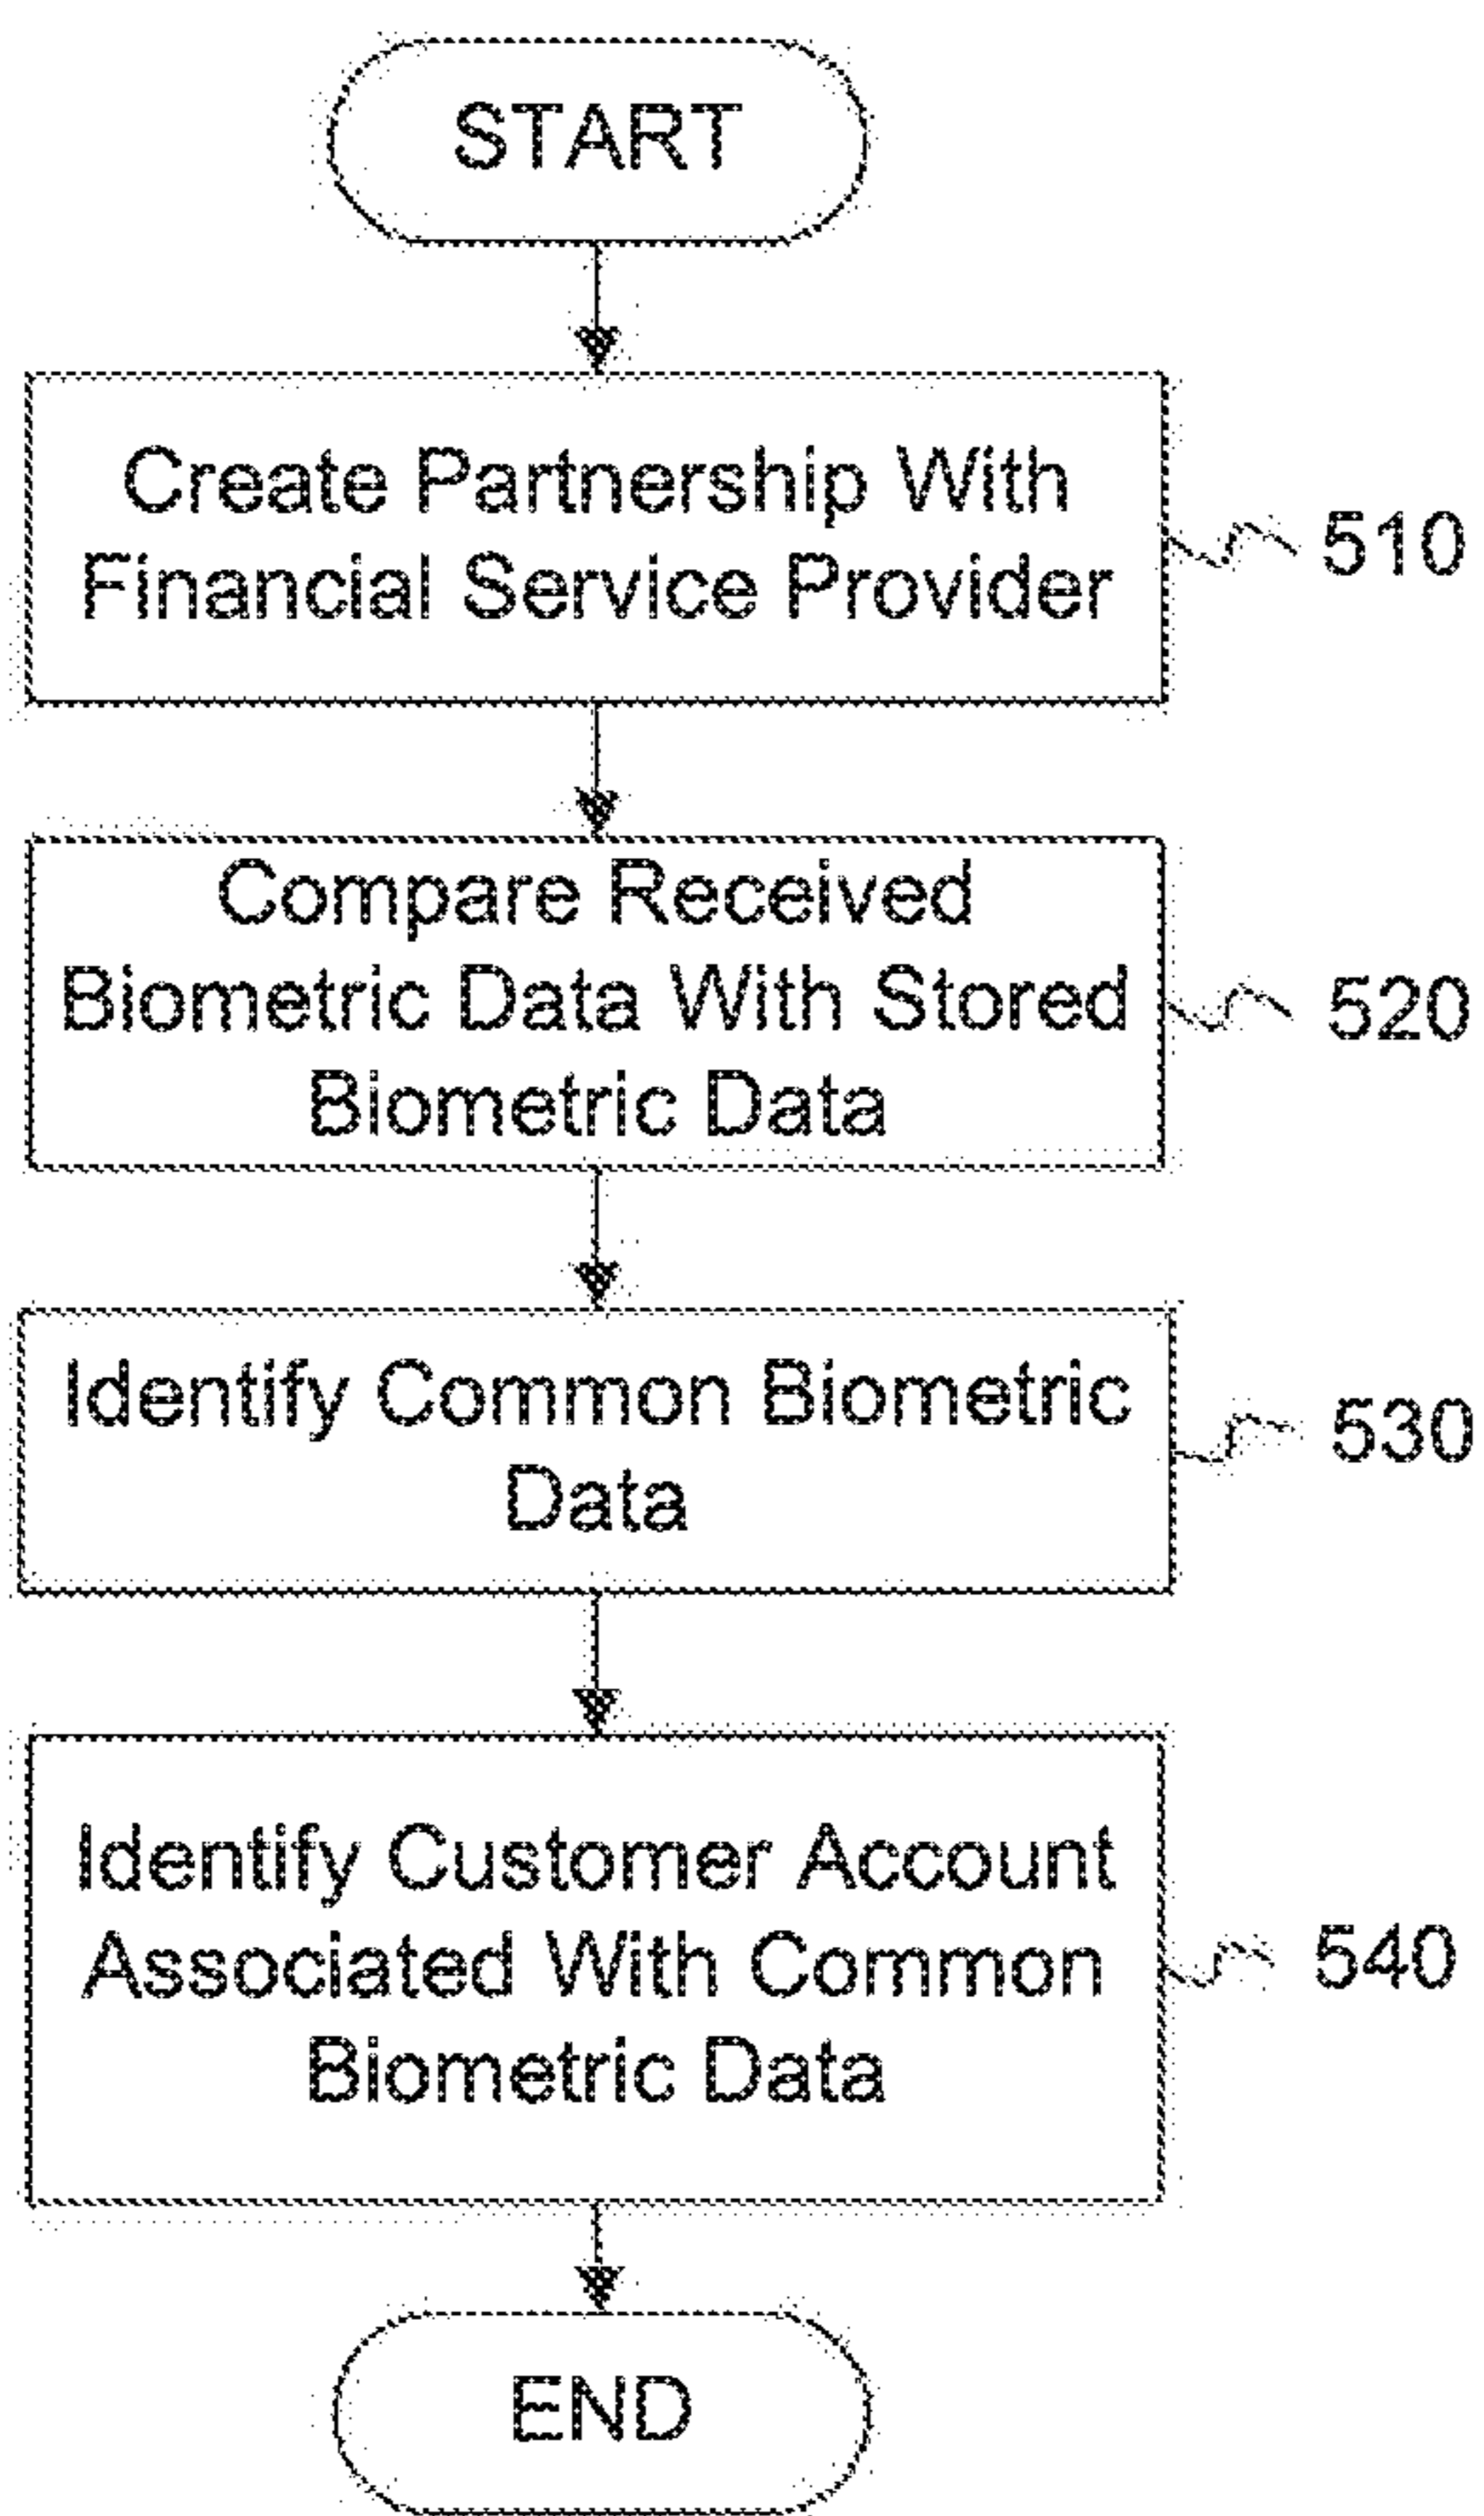 START
Create Partnership With
Financial Service Provider
510
Compare Received
Biometric Data With Stored
Biometric Data
520
Identify Common Biometric
Data
530
Identify Customer Account
Associated With Common
Biometric Data
540
END